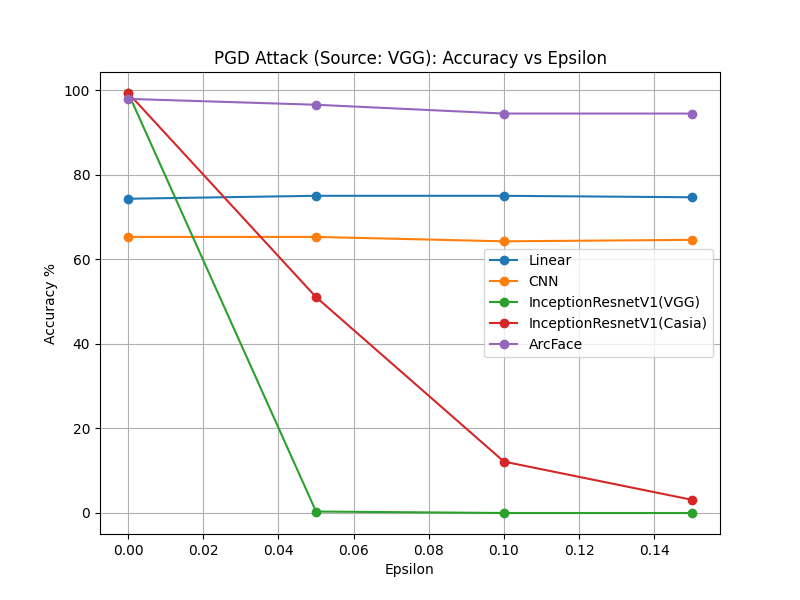 PGD Attack (Source: VGG): Accuracy vs Epsilon
100
80
60
40
20
0
Accuracy %
Linear
CNN
InceptionResnetV1(VGG)
InceptionResnetV1(Casia)
ArcFace
0.00 0.02 0.04 0.06 0.08 0.10 0.12 0.14
Epsilon